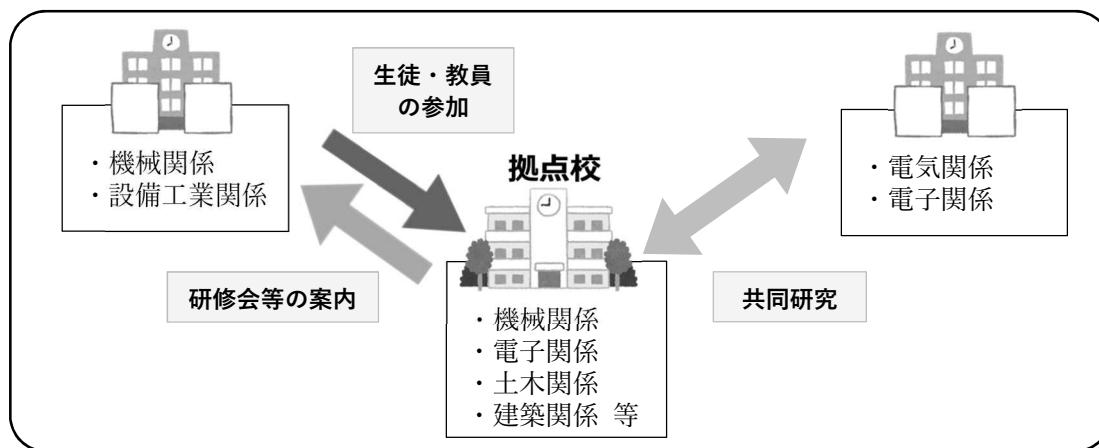 生徒・教員
の参加
・機械関係
・設備工業関係
拠点校
・電気関係
・電子関係
研修会等の案内
共同研究
・機械関係
・電子関係
・土木関係
・建築関係 等